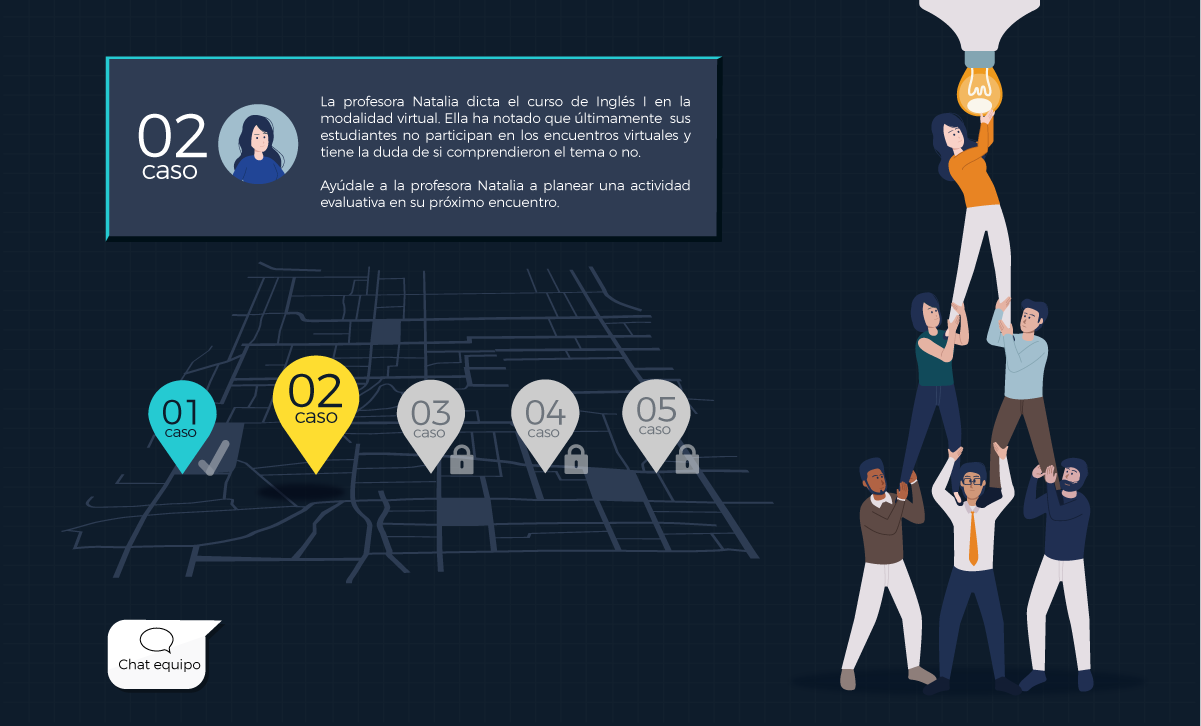 02
caso
La profesora Natalia dicta el curso de Inglés I en la
modalidad virtual. Ella ha notado que últimamente sus
estudiantes no participan en los encuentros virtuales y
tiene la duda de si comprendieron el tema o no.
Ayúdale a la profesora Natalia a planear una actividad
evaluativa en su próximo encuentro.
01
caso
02
caso
03
caso
04
caso
05
caso
Chat equipo